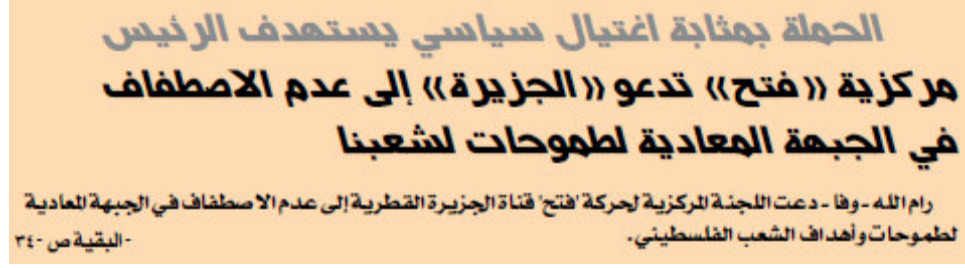 الحملة بمثابة اغتيال سياسي يستهدف الرئيس
مركزية «فتح» تدعو «الجزيرة» إلى عدم الاصطفاف
في الجبهة المعادية لطموحات لشعبنا
رام الله - وفا - دعت اللجنة المركزية لحركة "فتح" قناة الجزيرة القطرية إلى عدم الاصطفاف في الجبهة المعادية
لطموحات وأهداف الشعب الفلسطيني. -البقية ص ٣٤-